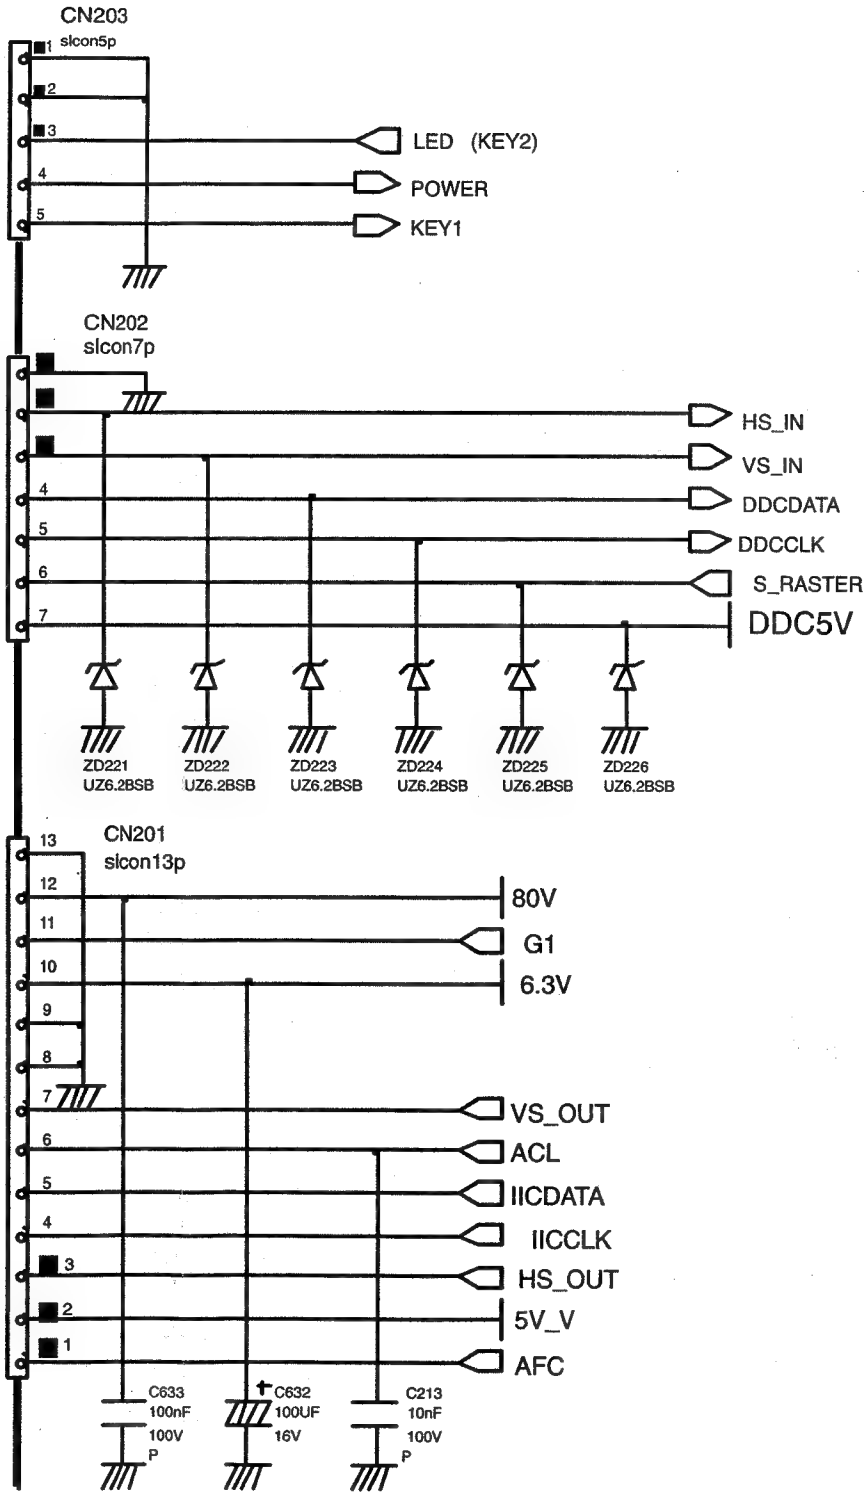 CN203
slcon5p
1
2
3
LED (KEY2)
4
POWER
5
KEY1
CN202
slcon7p
HS_IN
VS_IN
4
DDCDATA
5
DDCCLK
6
S_RASTER
7
DDC5V
ZD221
UZ6.2BSB
ZD222
UZ6.2BSB
ZD223
UZ6.2BSB
ZD224
UZ6.2BSB
ZD225
UZ6.2BSB
ZD226
UZ6.2BSB
CN201
slcon13p
13
12
80V
11
G1
10
6.3V
9
8
7
VS_OUT
6
ACL
5
IICDATA
4
IICCLK
3
HS_OUT
2
5V_V
1
AFC
C633
100nF
100V
P
+
C632
100UF
16V
C213
10nF
100V
P